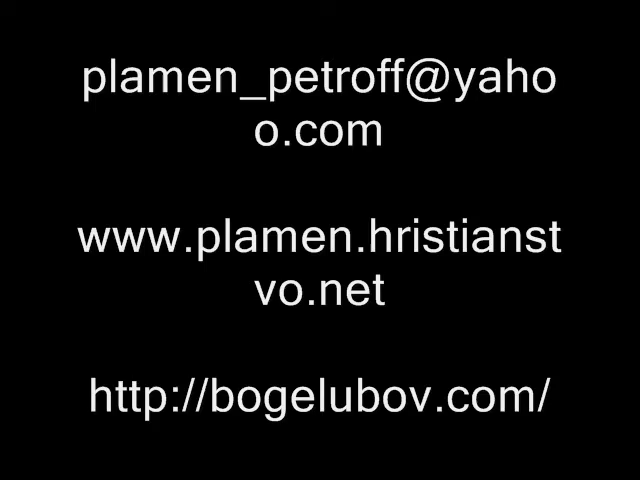 plamen_petroff@yaho
o.com
www.plamen.hristianst
vo.net
http://bogelubov.com/